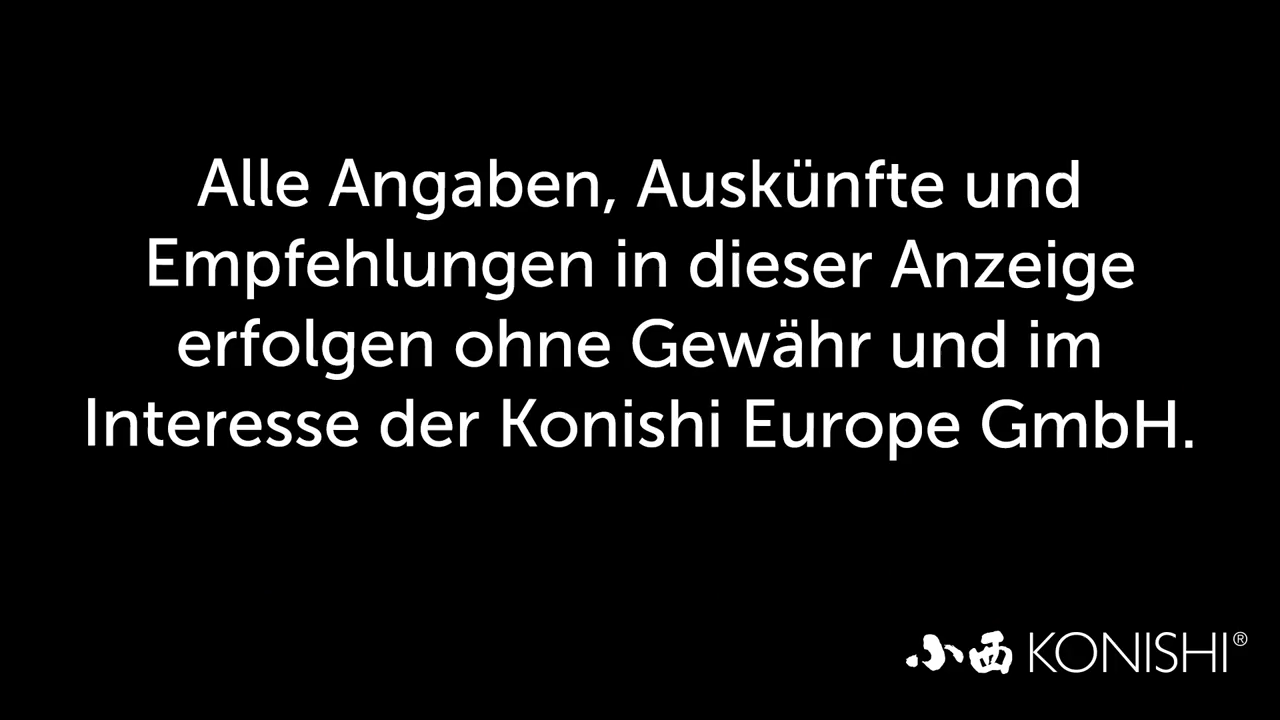 Alle Angaben, Auskünfte und
Empfehlungen in dieser Anzeige
erfolgen ohne Gewähr und im
Interesse der Konishi Europe GmbH.
小西 KONISHI®